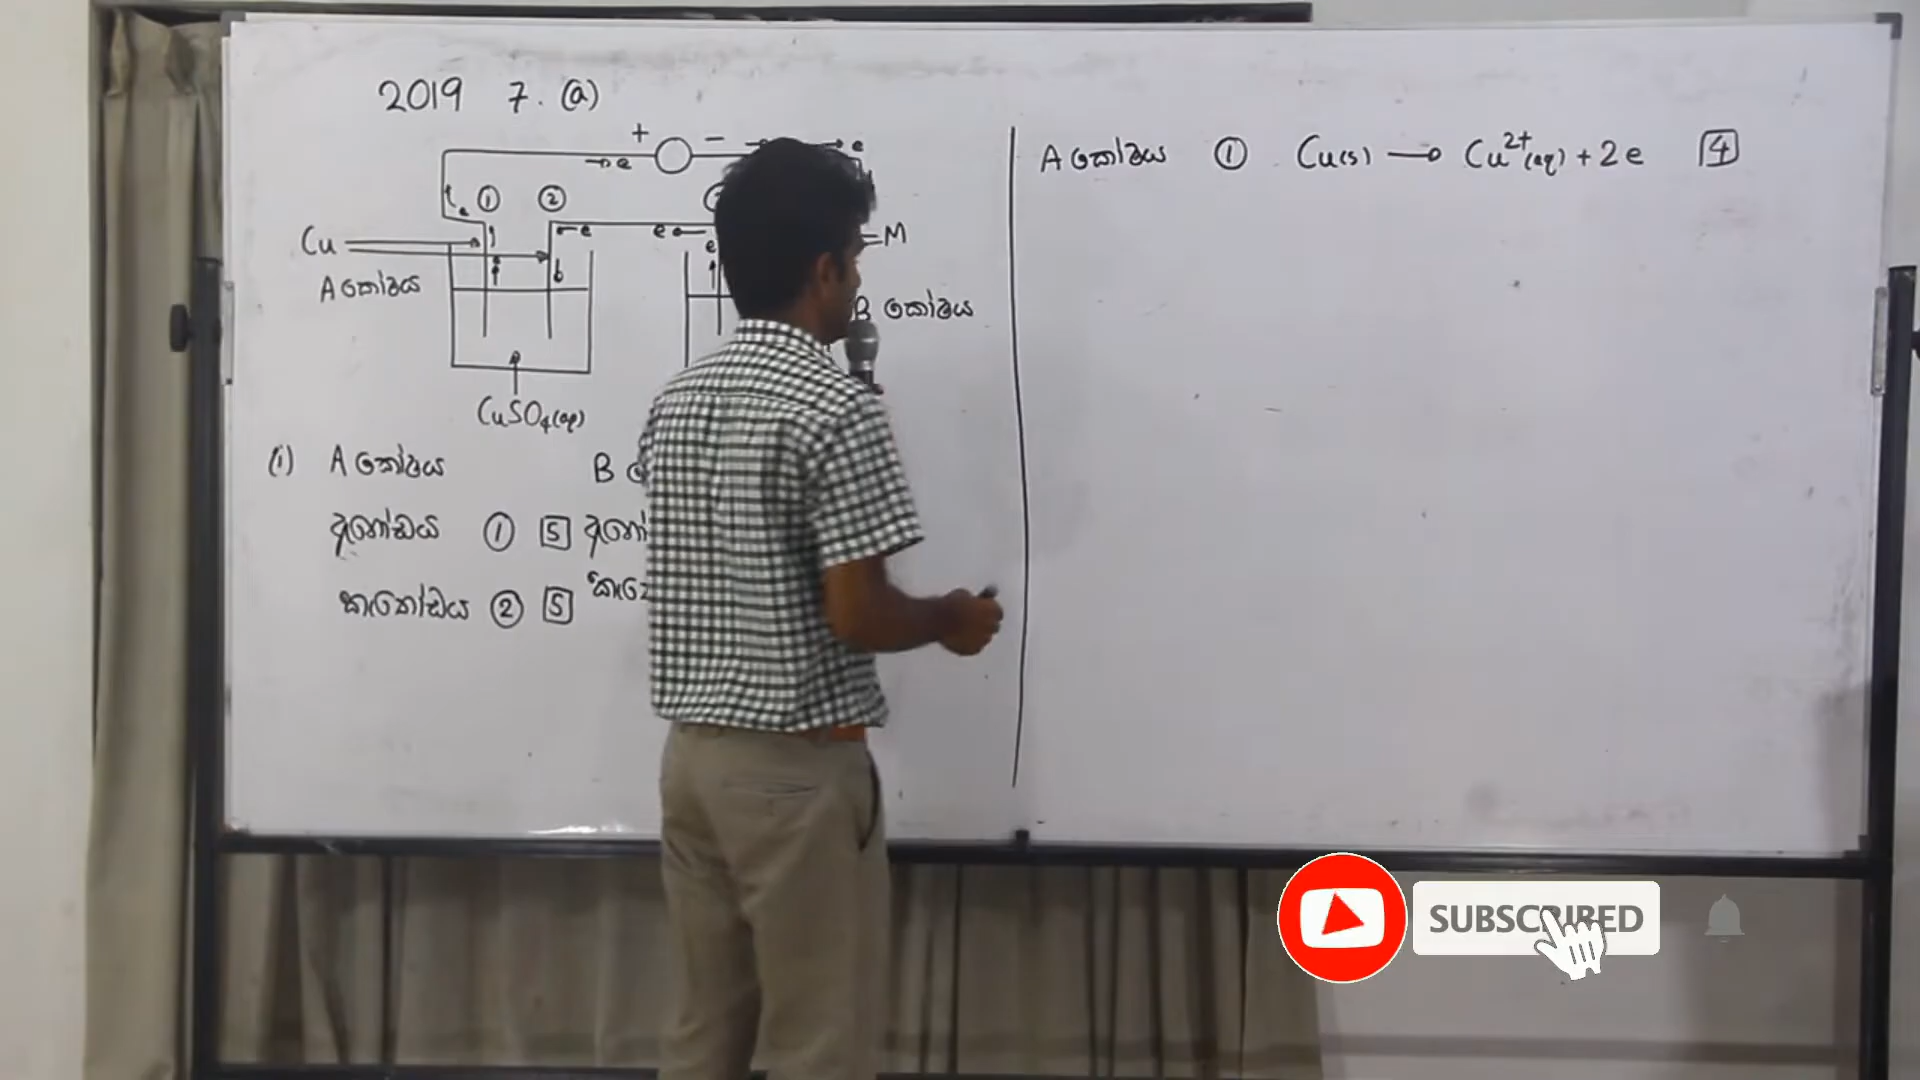 2019 7. (a)
+ −
e e
① ②
e e e
Cu M
e
A කෝෂය B කෝෂය
CuSO₄(aq)
(i) A කෝෂය B
ඇනෝඩය ① 5
කැතෝඩය ② 5
A කෝෂය ① Cu(s) → Cu²⁺(aq) + 2e 4
SUBSCRIBED